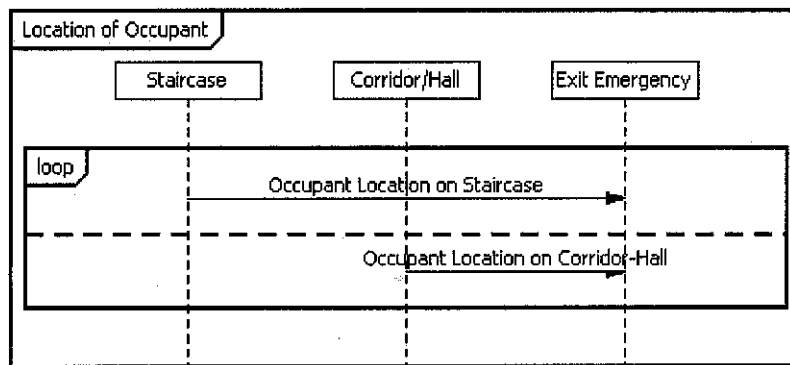 Location of Occupant
Staircase
Corridor/Hall
Exit Emergency
loop
Occupant Location on Staircase
Occupant Location on Corridor-Hall